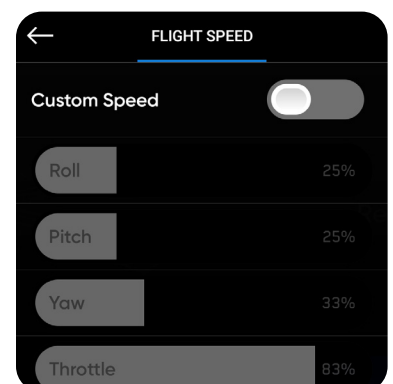 FLIGHT SPEED
Custom Speed
Roll 25%
Pitch 25%
Yaw 33%
Throttle 83%